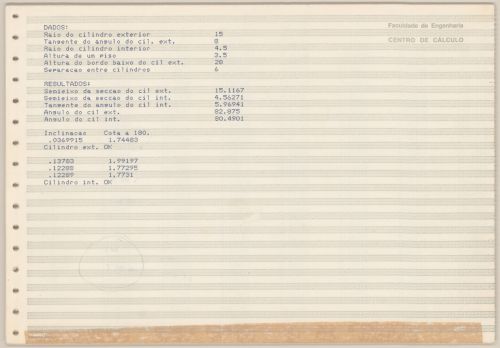 Faculdade de Engenharia
CENTRO DE CÁLCULO
DADOS:
Raio do cilindro exterior 15
Tangente do angulo do cil. ext. 8
Raio do cilindro interior 4.5
Altura de um piso 3.5
Altura do bordo baixo do cil ext. 20
Separacao entre cilindros 6
RESULTADOS:
Semieixo da seccao do cil ext. 15.1167
Semieixo da seccao do cil int. 4.56271
Tangente do angulo do cil int. 5.96941
Angulo do cil ext. 82.875
Angulo do cil int. 80.4901
Inclinacao Cota a 180.
.0369915 1.74483
Cilindro ext. OK
.13783 1.99197
.12288 1.77295
.12289 1.7731
Cilindro int. OK